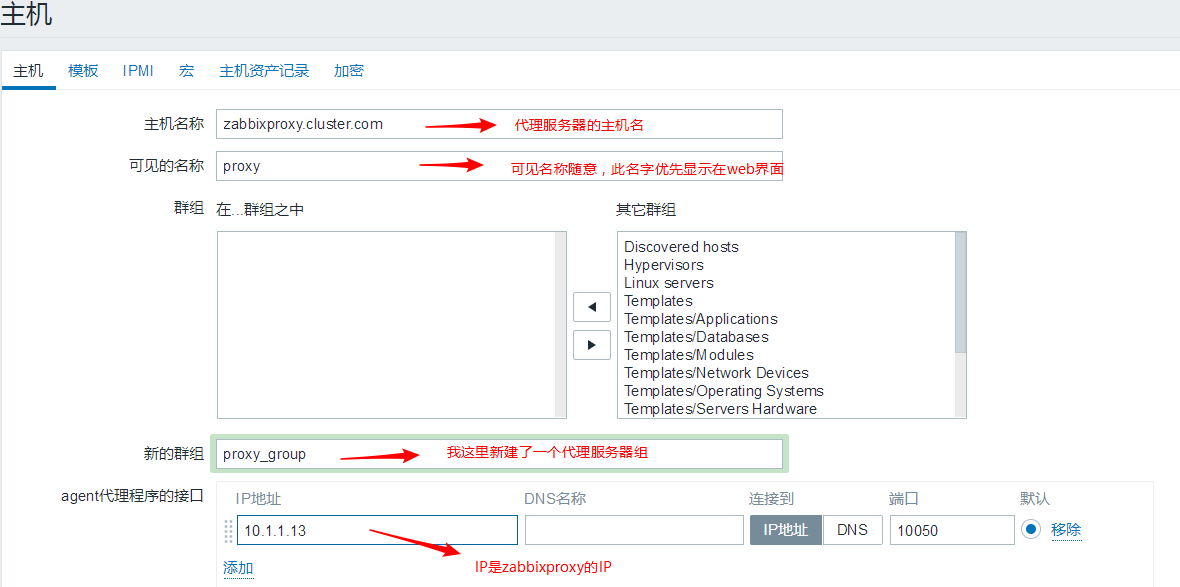 主机
主机 模板 IPMI 宏 主机资产记录 加密
主机名称 zabbixproxy.cluster.com 代理服务器的主机名
可见的名称 proxy 可见名称随意，此名字优先显示在web界面
群组 在...群组之中 其它群组
Discovered hosts
Hypervisors
Linux servers
Templates
Templates/Applications
Templates/Databases
Templates/Modules
Templates/Network Devices
Templates/Operating Systems
Templates/Servers Hardware
新的群组 proxy_group 我这里新建了一个代理服务器组
agent代理程序的接口 IP地址 DNS名称 连接到 端口 默认
10.1.1.13 IP地址 DNS 10050 移除
添加 IP是zabbixproxy的IP